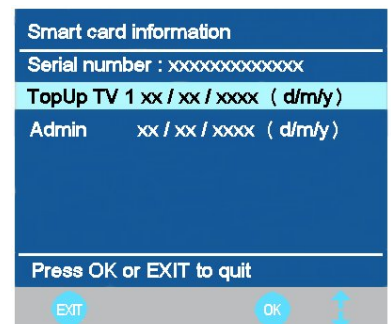 Smart card information
Serial number : xxxxxxxxxxxxx
TopUp TV 1 xx / xx / xxxx ( d/m/y )
Admin xx / xx / xxxx ( d/m/y )
Press OK or EXIT to quit
EXIT OK